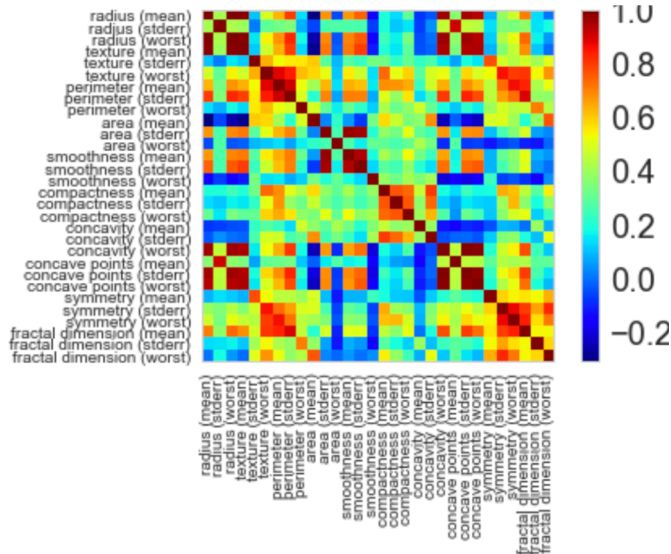 radius (mean)
radius (stderr)
radius (worst)
texture (mean)
texture (stderr)
texture (worst)
perimeter (mean)
perimeter (stderr)
perimeter (worst)
area (mean)
area (stderr)
area (worst)
smoothness (mean)
smoothness (stderr)
smoothness (worst)
compactness (mean)
compactness (stderr)
compactness (worst)
concavity (mean)
concavity (stderr)
concavity (worst)
concave points (mean)
concave points (stderr)
concave points (worst)
symmetry (mean)
symmetry (stderr)
symmetry (worst)
fractal dimension (mean)
fractal dimension (stderr)
fractal dimension (worst)
1.0
0.8
0.6
0.4
0.2
0.0
−0.2
radius (mean)
radius (stderr)
radius (worst)
texture (mean)
texture (stderr)
texture (worst)
perimeter (mean)
perimeter (stderr)
perimeter (worst)
area (mean)
area (stderr)
area (worst)
smoothness (mean)
smoothness (stderr)
smoothness (worst)
compactness (mean)
compactness (stderr)
compactness (worst)
concavity (mean)
concavity (stderr)
concavity (worst)
concave points (mean)
concave points (stderr)
concave points (worst)
symmetry (mean)
symmetry (stderr)
symmetry (worst)
fractal dimension (mean)
fractal dimension (stderr)
fractal dimension (worst)